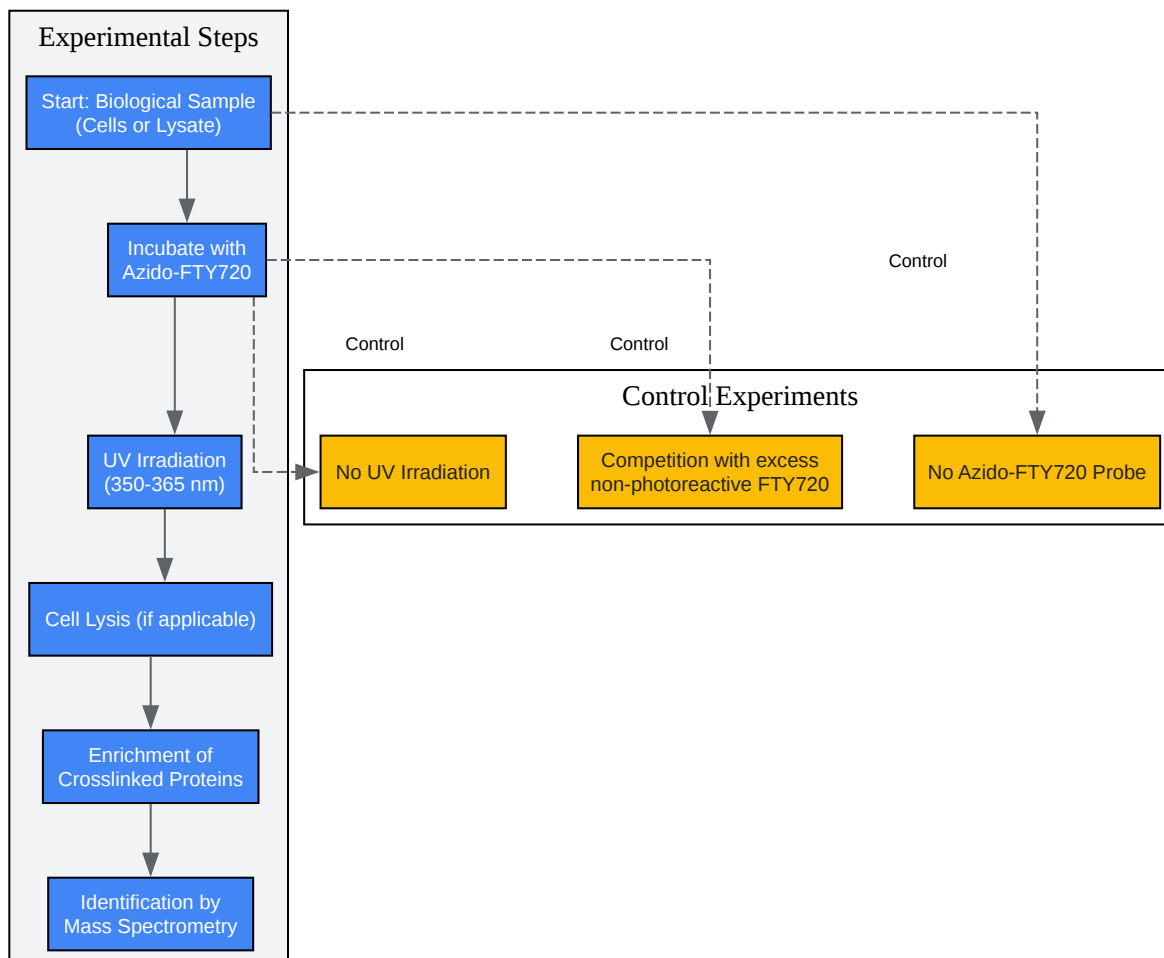 Experimental Steps
Start: Biological Sample
(Cells or Lysate)
Incubate with
Azido-FTY720
Control
Control
Control
Control Experiments
UV Irradiation
(350-365 nm)
No UV Irradiation
Competition with excess
non-photoreactive FTY720
No Azido-FTY720 Probe
Cell Lysis (if applicable)
Enrichment of
Crosslinked Proteins
Identification by
Mass Spectrometry